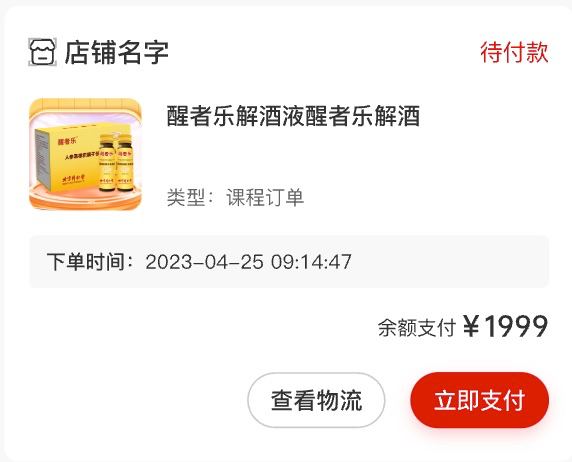 店铺名字
待付款
醒者乐解酒液醒者乐解酒
醒者乐
类型：课程订单
下单时间：2023-04-25 09:14:47
余额支付 ¥1999
查看物流
立即支付